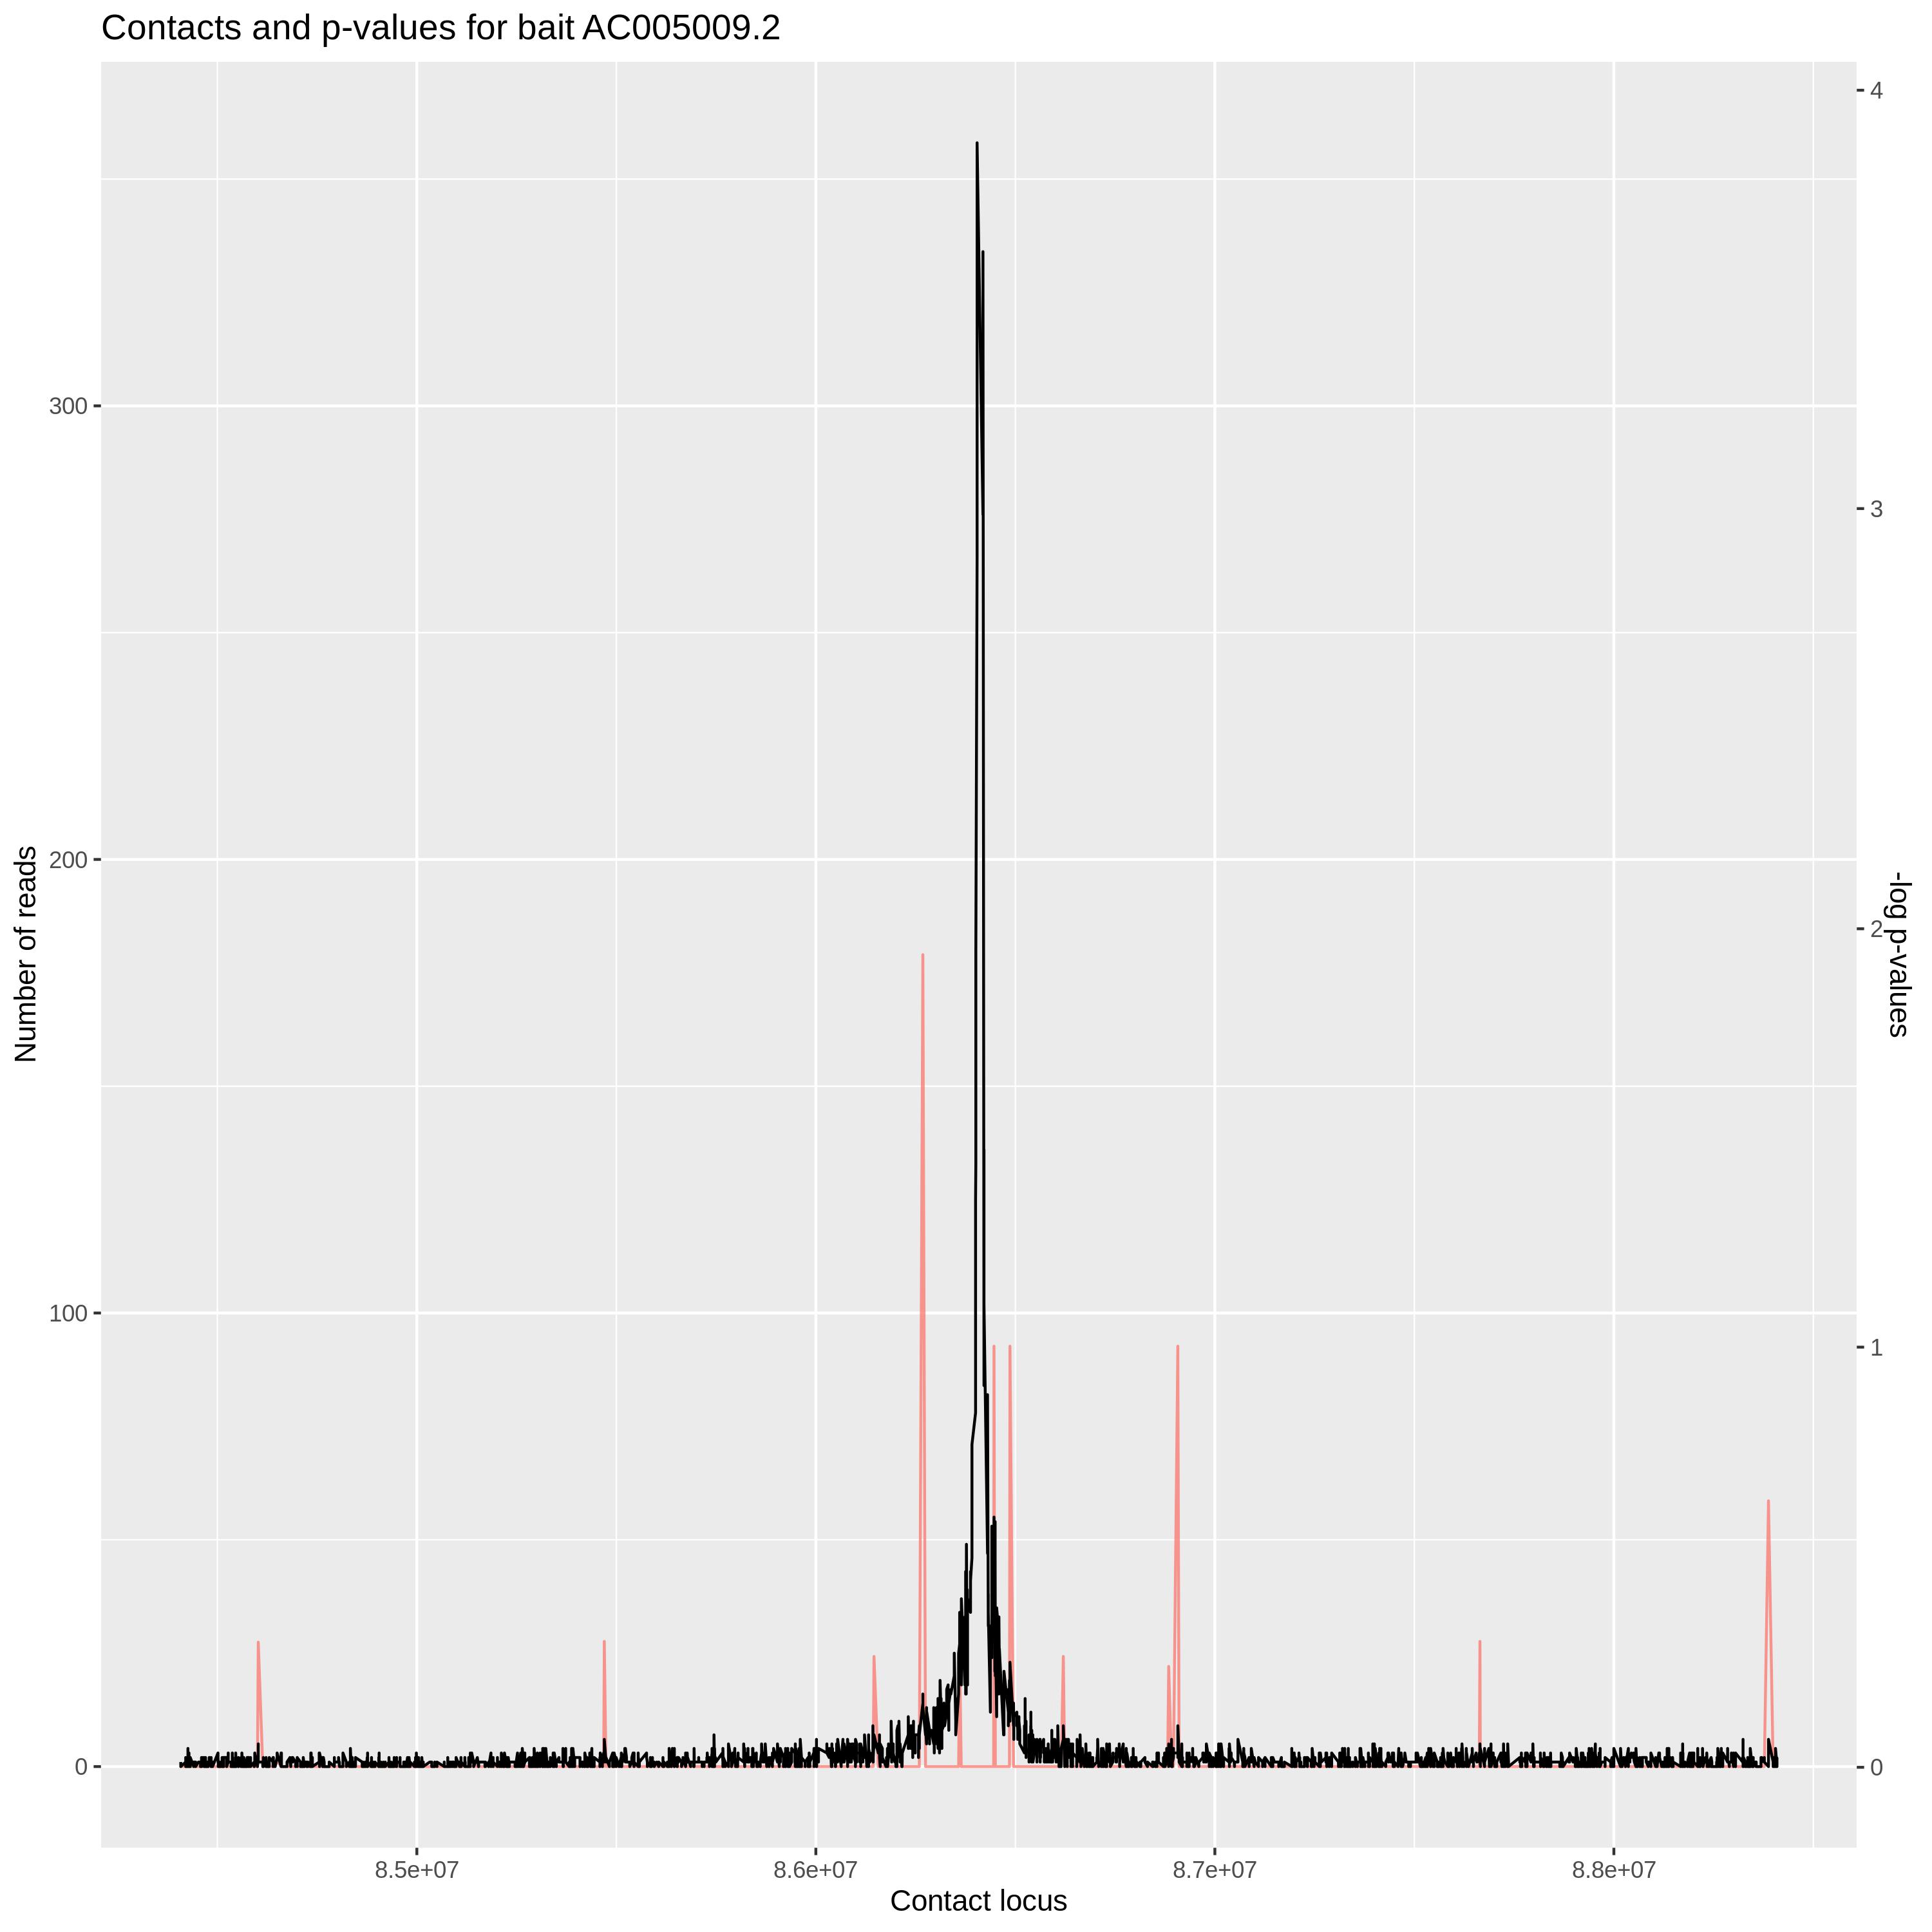 Contacts and p-values for bait AC005009.2
Number of reads
300
200
100
0
4
3
2
1
0
-log p-values
8.5e+07
8.6e+07
8.7e+07
8.8e+07
Contact locus